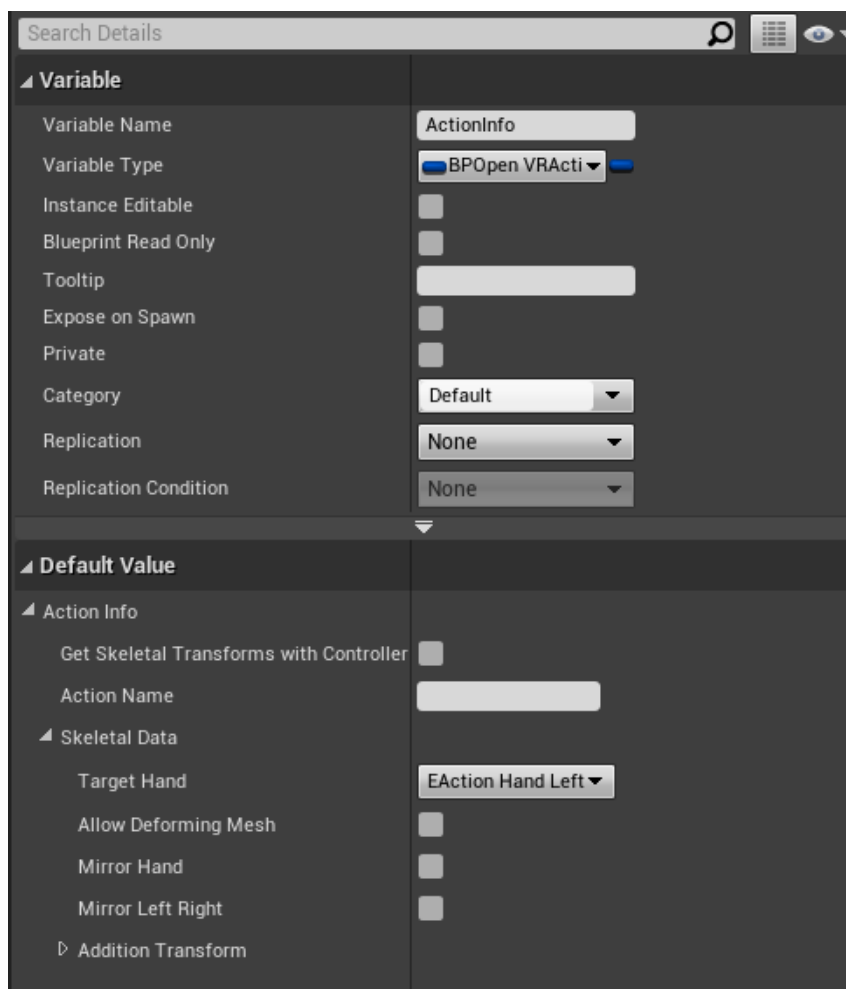 Search Details
Variable
Variable Name ActionInfo
Variable Type BPOpen VRActi
Instance Editable
Blueprint Read Only
Tooltip
Expose on Spawn
Private
Category Default
Replication None
Replication Condition None
Default Value
Action Info
Get Skeletal Transforms with Controller
Action Name
Skeletal Data
Target Hand EAction Hand Left
Allow Deforming Mesh
Mirror Hand
Mirror Left Right
Addition Transform